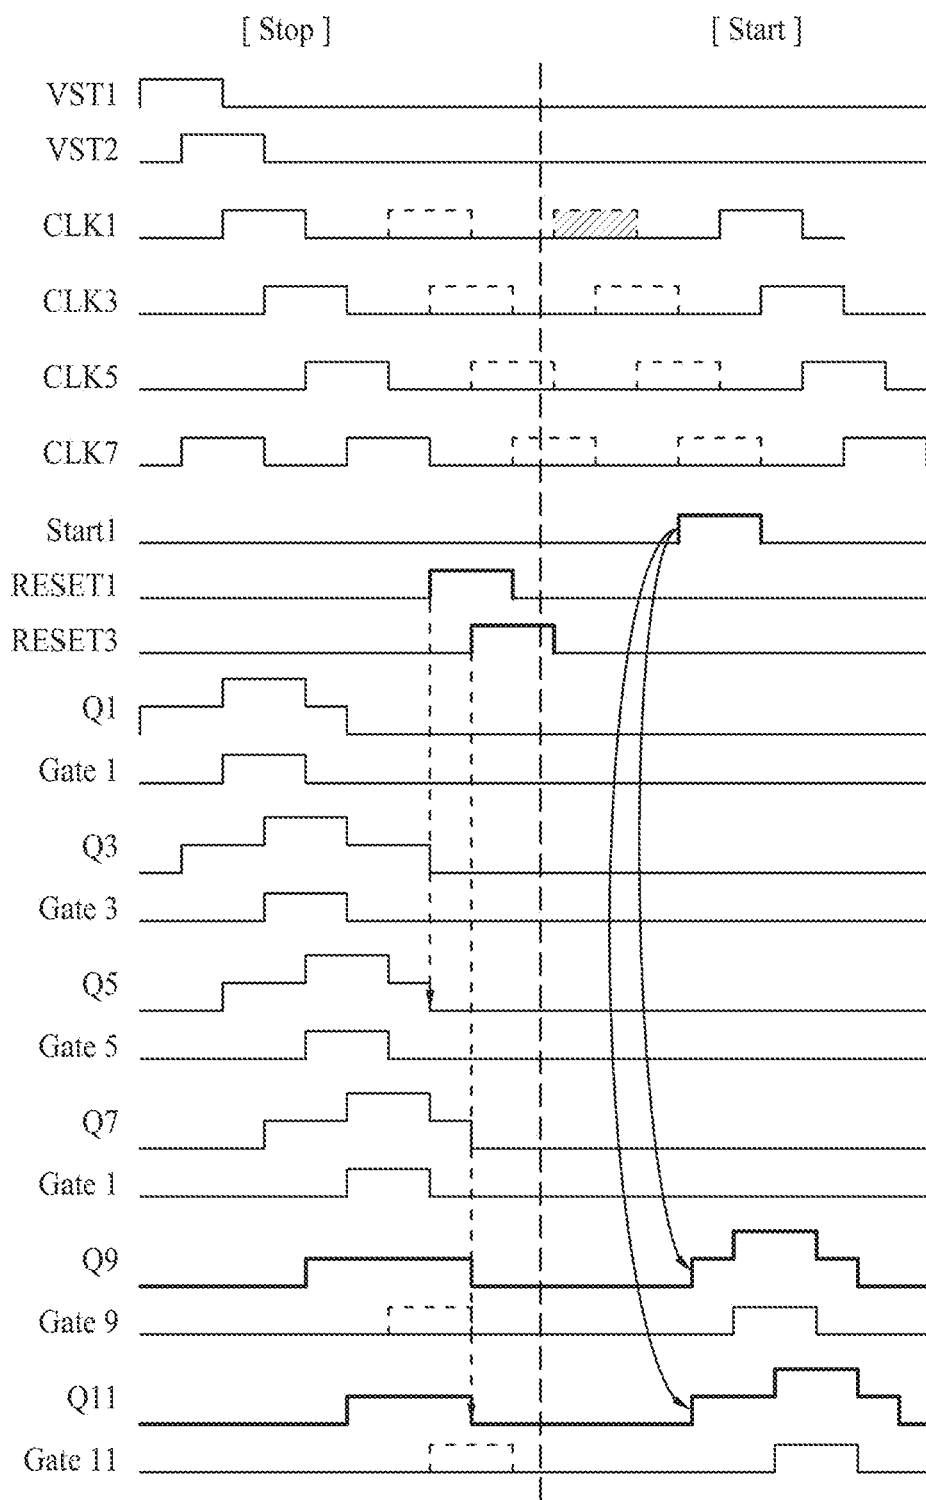 [ Stop ] [ Start ]
VST1
VST2
CLK1
CLK3
CLK5
CLK7
Start1
RESET1
RESET3
Q1
Gate 1
Q3
Gate 3
Q5
Gate 5
Q7
Gate 1
Q9
Gate 9
Q11
Gate 11